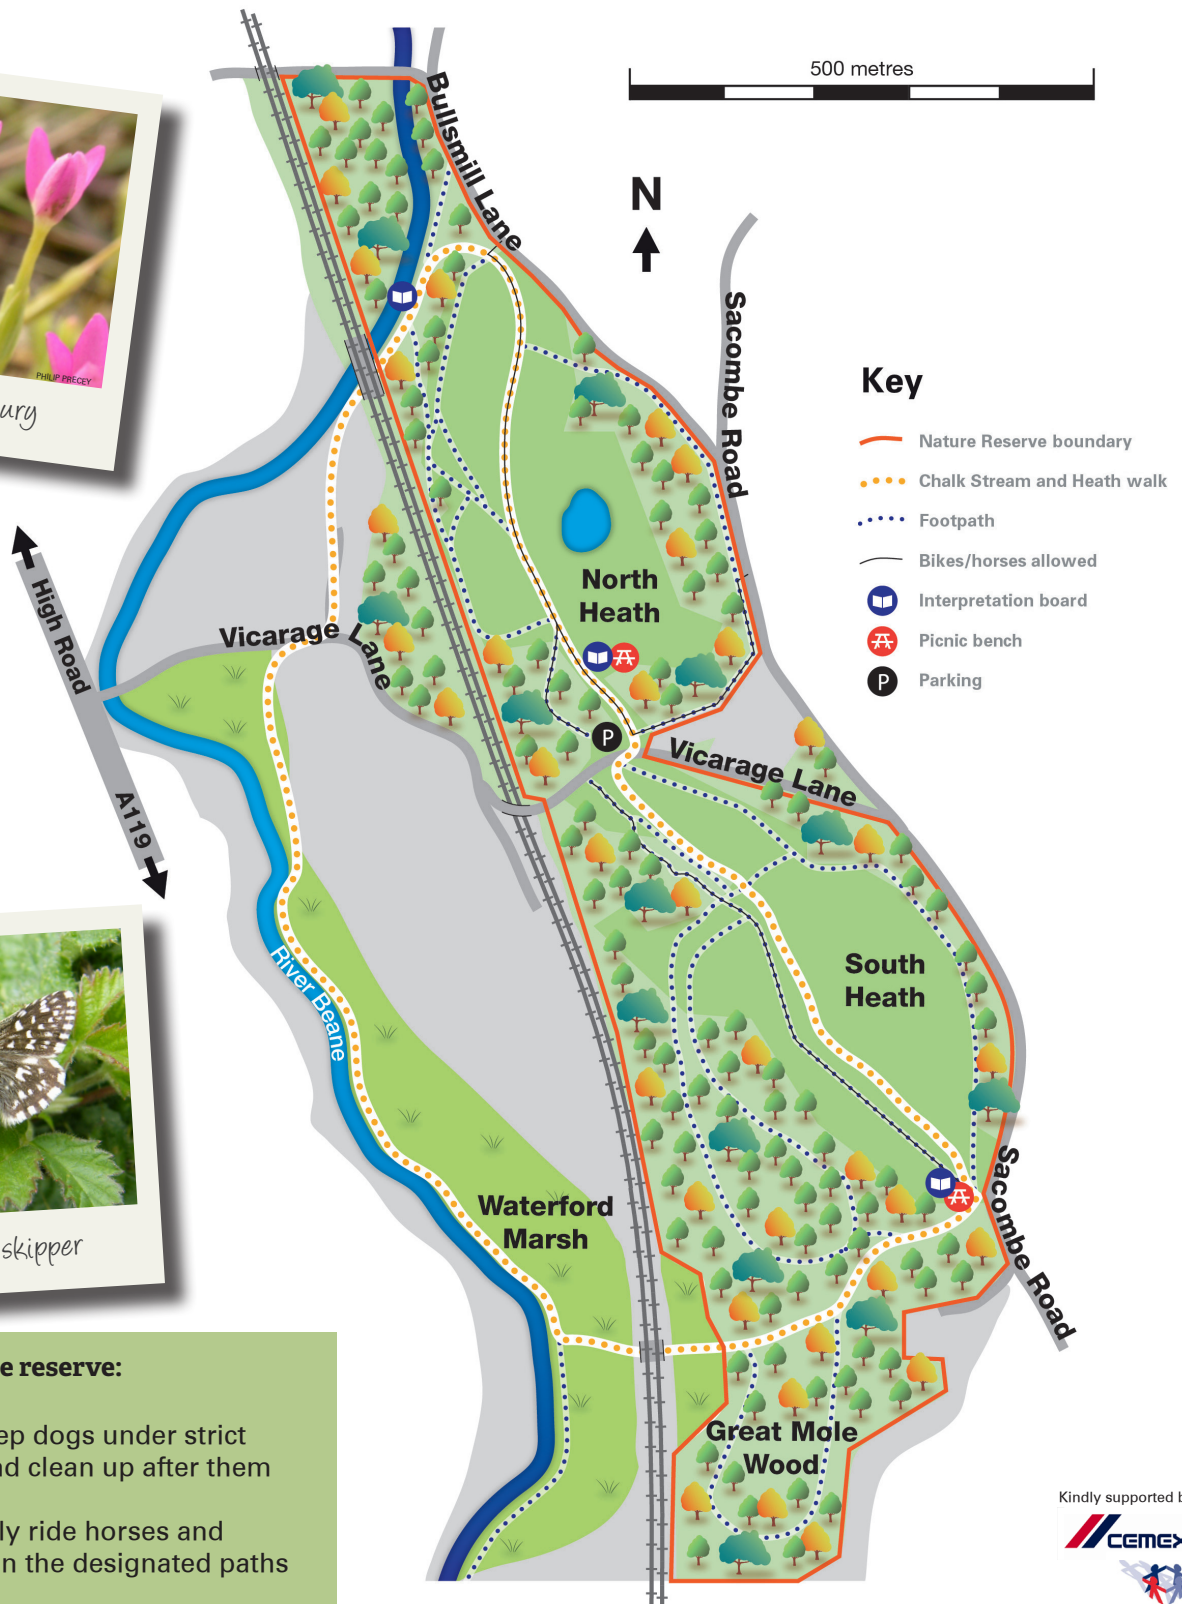 500 metres
N
Bullsmill Lane
Sacombe Road
PHILIP PRECEY
ury
Key
Nature Reserve boundary
Chalk Stream and Heath walk
Footpath
Bikes/horses allowed
Interpretation board
Picnic bench
P Parking
High Road
A119
Vicarage Lane
North
Heath
P
Vicarage Lane
River Beane
South
Heath
skipper
Waterford
Marsh
Sacombe Road
Great Mole
Wood
e reserve:
ep dogs under strict
nd clean up after them
ly ride horses and
n the designated paths
Kindly supported b
CEMEX